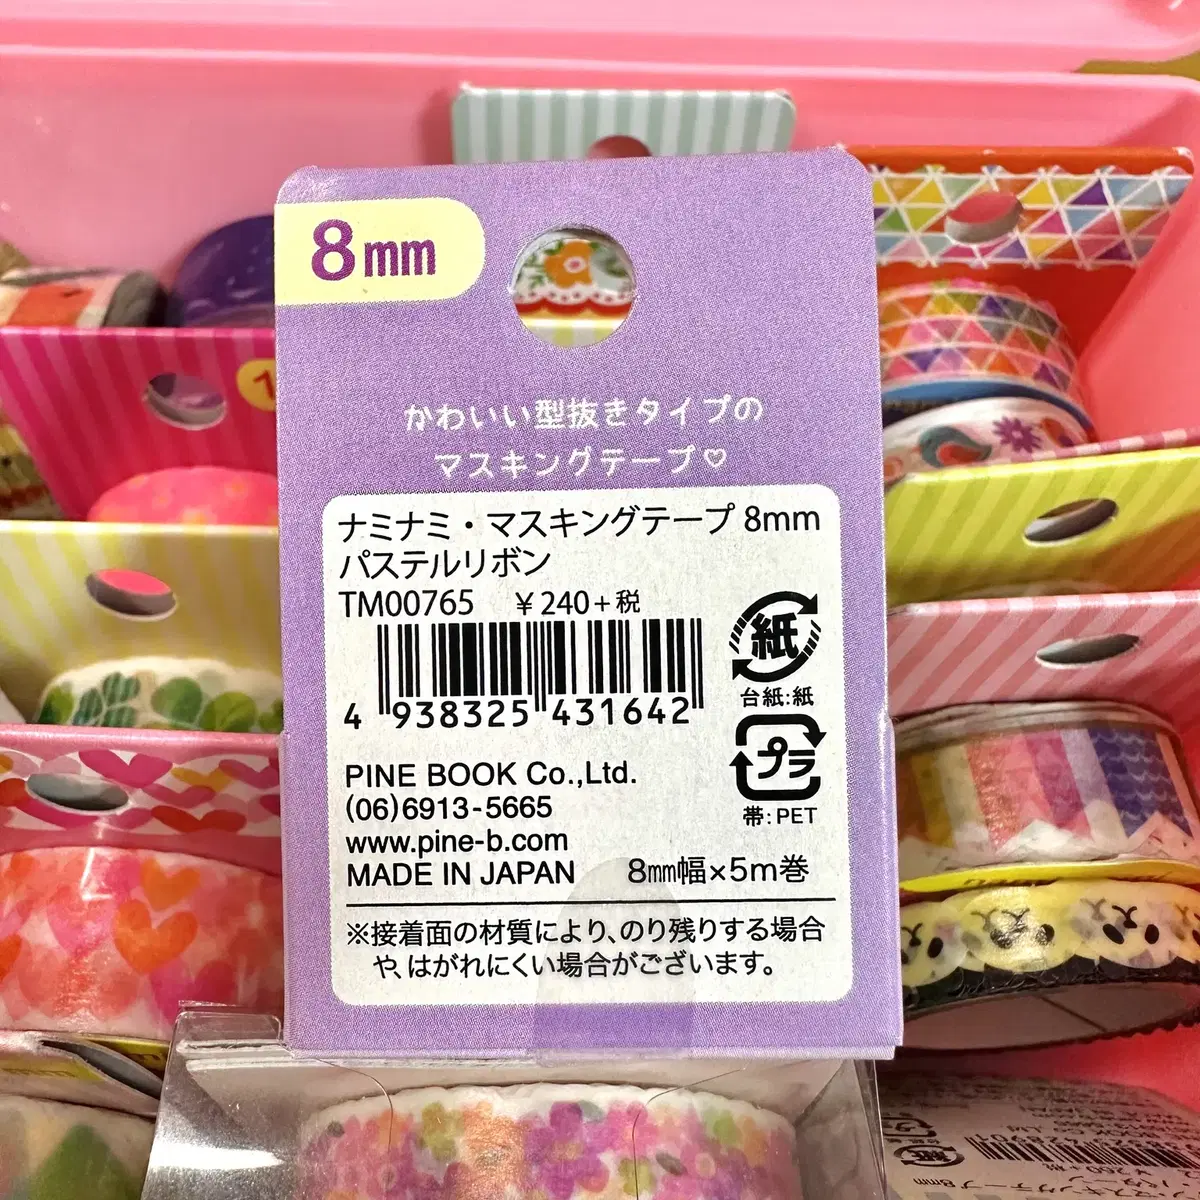 8mm
かわいい型抜きタイプの
マスキングテープ♡
ナミナミ・マスキングテープ 8mm
パステルリボン
TM00765 ¥240+税
紙
台紙:紙
4 938325 431642
プラ
帯:PET
PINE BOOK Co.,Ltd.
(06)6913-5665
www.pine-b.com
MADE IN JAPAN 8mm幅×5m巻
※接着面の材質により、のり残りする場合
や、はがれにくい場合がございます。